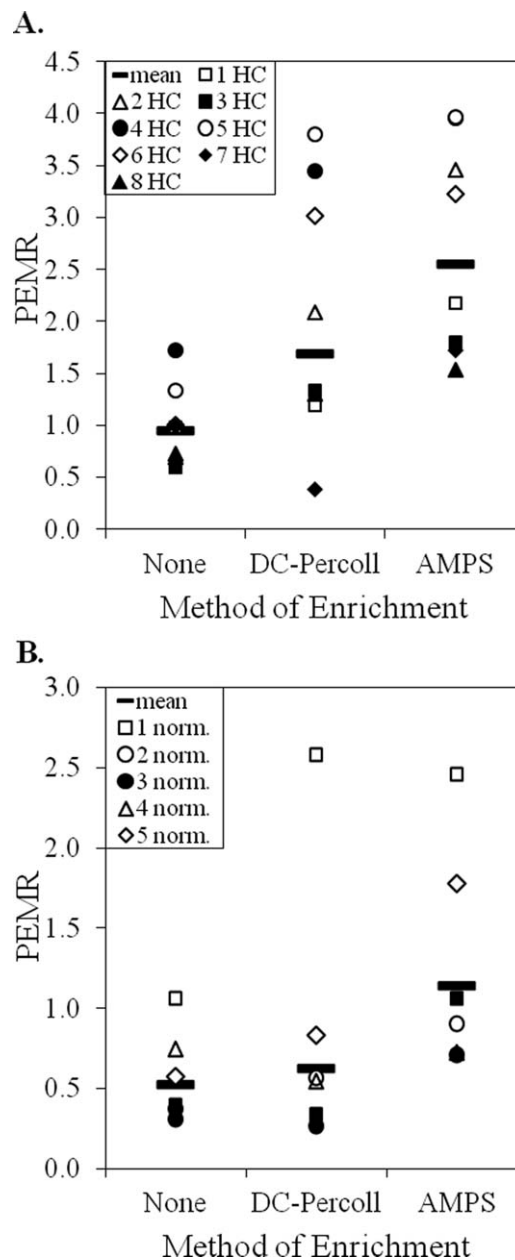 A.
4.5
4.0
3.5
3.0
2.5
2.0
1.5
1.0
0.5
0.0
PEMR
mean 1 HC
2 HC 3 HC
4 HC 5 HC
6 HC 7 HC
8 HC
None DC-Percoll AMPS
Method of Enrichment
B.
3.0
2.5
2.0
1.5
1.0
0.5
0.0
PEMR
mean
1 norm.
2 norm.
3 norm.
4 norm.
5 norm.
None DC-Percoll AMPS
Method of Enrichment